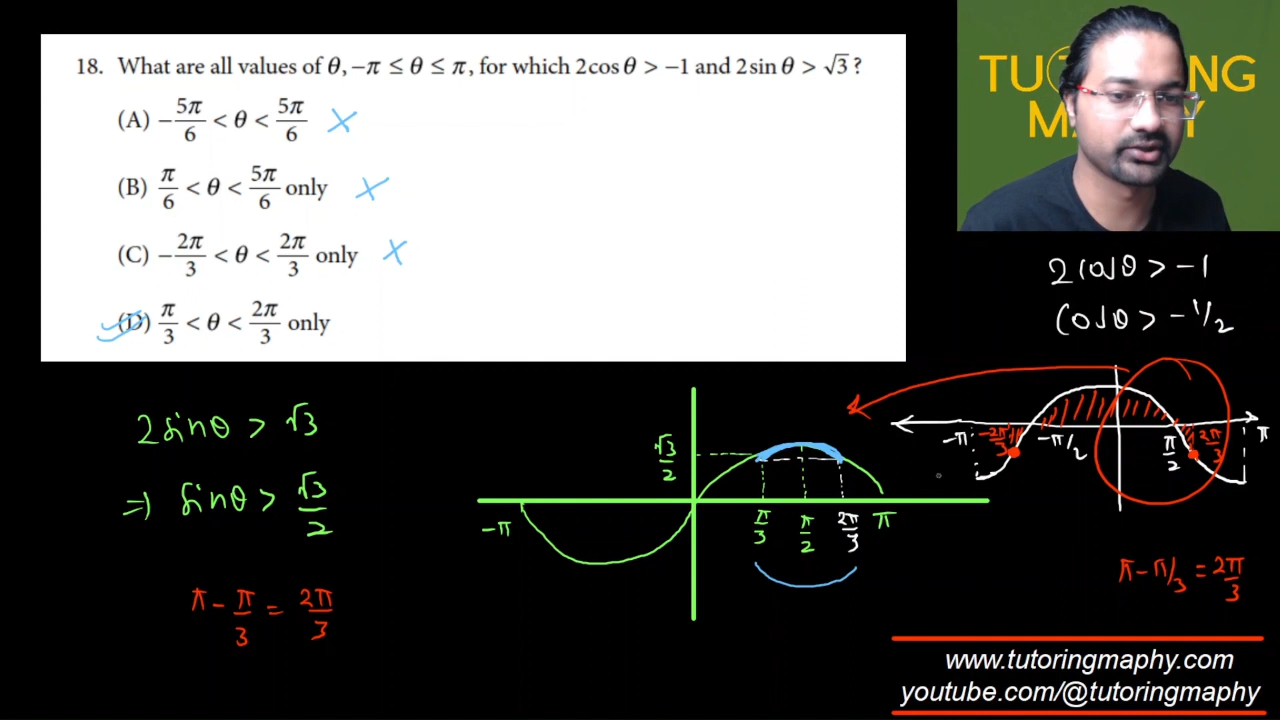 18. What are all values of θ, −π ≤ θ ≤ π, for which 2cos θ > −1 and 2sin θ > √3 ?
(A) −5π/6 < θ < 5π/6
(B) π/6 < θ < 5π/6 only
(C) −2π/3 < θ < 2π/3 only
(D) π/3 < θ < 2π/3 only
TUTORING
MAPHY
2cosθ > −1
cosθ > −1/2
2sinθ > √3
⇒ sinθ > √3/2
π − π/3 = 2π/3
√3/2
−π
π/3
π/2
2π/3
π
−π
−2π/3
−π/2
π/2
2π/3
π
π − π/3 = 2π/3
www.tutoringmaphy.com
youtube.com/@tutoringmaphy